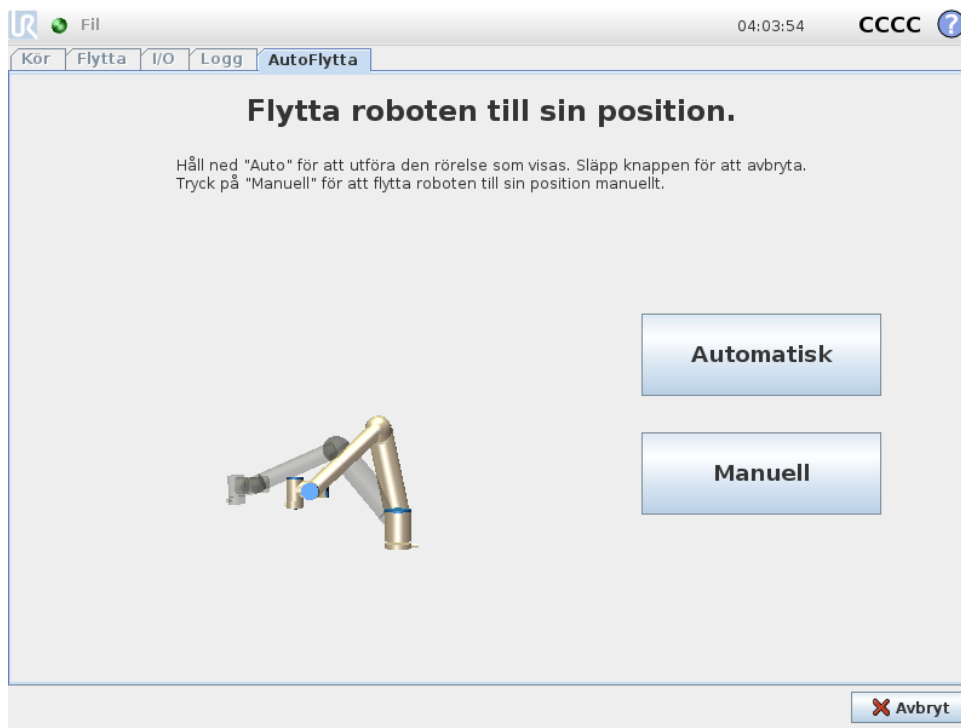 UR Fil 04:03:54 CCCC ?
Kör Flytta I/O Logg AutoFlytta
Flytta roboten till sin position.
Håll ned "Auto" för att utföra den rörelse som visas. Släpp knappen för att avbryta.
Tryck på "Manuell" för att flytta roboten till sin position manuellt.
Automatisk
Manuell
Avbryt